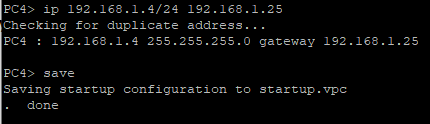 PC4> ip 192.168.1.4/24 192.168.1.25
Checking for duplicate address...
PC4 : 192.168.1.4 255.255.255.0 gateway 192.168.1.25
PC4> save
Saving startup configuration to startup.vpc
.  done